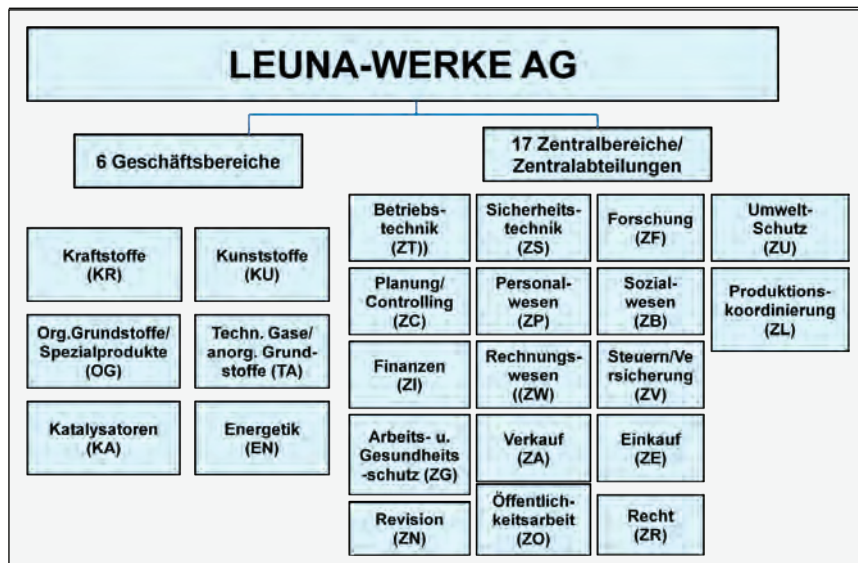 LEUNA-WERKE AG
6 Geschäftsbereiche
17 Zentralbereiche/
Zentralabteilungen
Kraftstoffe
(KR)
Kunststoffe
(KU)
Org.Grundstoffe/
Spezialprodukte
(OG)
Techn. Gase/
anorg. Grund-
stoffe (TA)
Katalysatoren
(KA)
Energetik
(EN)
Betriebs-
technik
(ZT))
Sicherheits-
technik
(ZS)
Forschung
(ZF)
Umwelt-
Schutz
(ZU)
Planung/
Controlling
(ZC)
Personal-
wesen
(ZP)
Sozial-
wesen
(ZB)
Produktions-
koordinierung
(ZL)
Finanzen
(ZI)
Rechnungs-
wesen
((ZW)
Steuern/Ver
sicherung
(ZV)
Arbeits- u.
Gesundheits
-schutz (ZG)
Verkauf
(ZA)
Einkauf
(ZE)
Revision
(ZN)
Öffentlich-
keitsarbeit
(ZO)
Recht
(ZR)